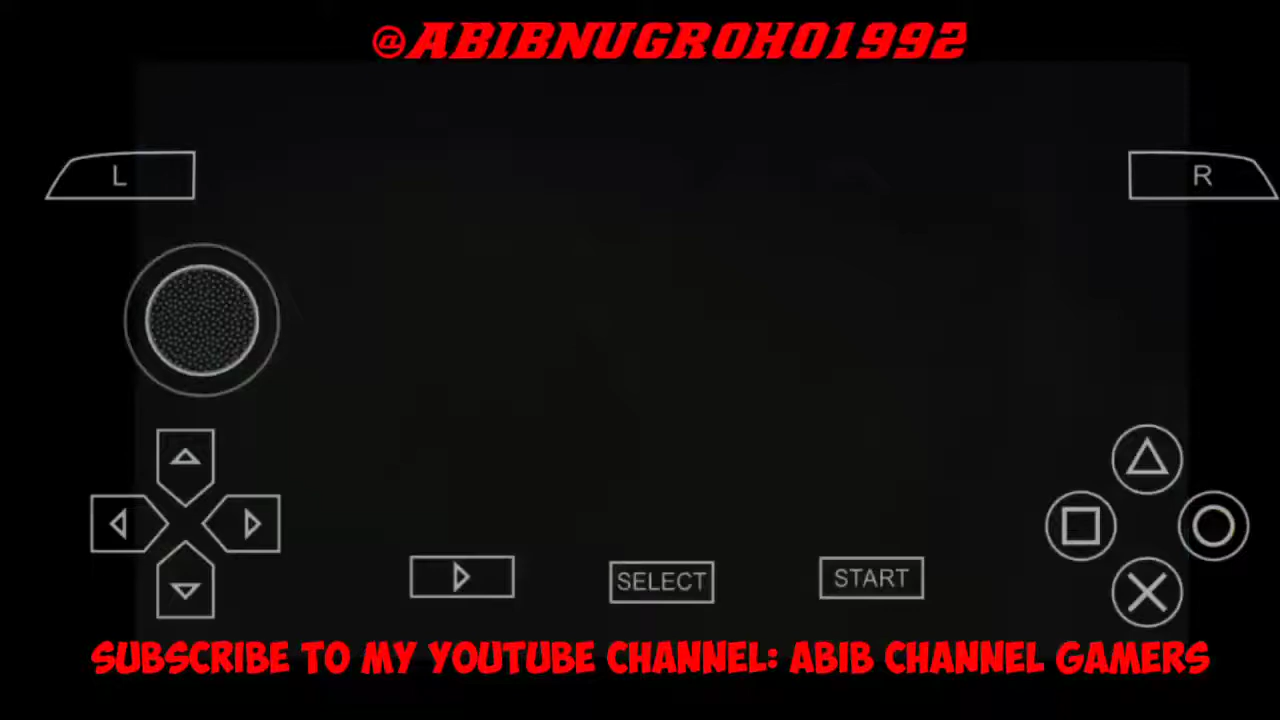 @ABIBNUGROHO1992
L
R
SELECT
START
SUBSCRIBE TO MY YOUTUBE CHANNEL: ABIB CHANNEL GAMERS